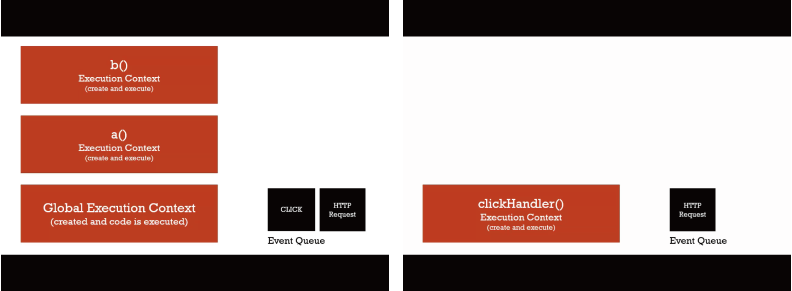 b()
Execution Context
(create and execute)
a()
Execution Context
(create and execute)
Global Execution Context
(created and code is executed)
CLICK
HTTP
Request
Event Queue
clickHandler()
Execution Context
(create and execute)
HTTP
Request
Event Queue